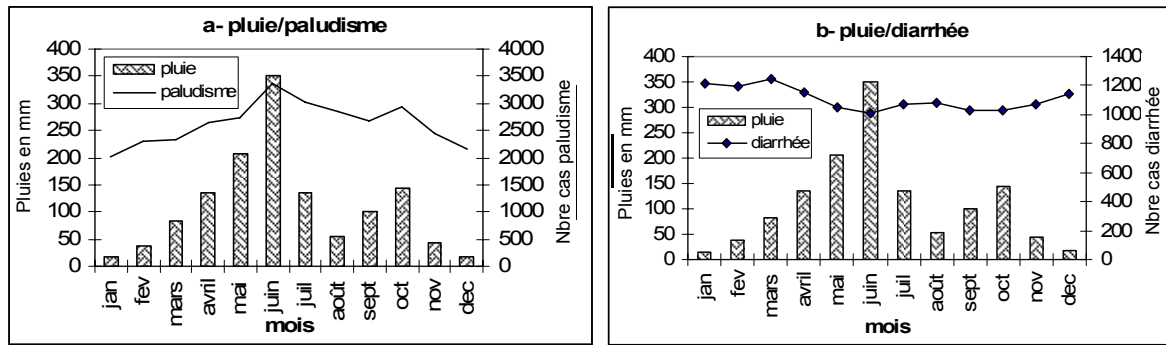 a- pluie/paludisme
400
350
300
250
200
150
100
50
0
Pluies en mm
pluie
paludisme
4000
3500
3000
2500
2000
1500
1000
500
0
Nbre cas paludisme
jan
fev
mars
avril
mai
juin
juil
août
sept
oct
nov
dec
mois
b- pluie/diarrhée
400
350
300
250
200
150
100
50
0
Pluies en mm
pluie
diarrhée
1400
1200
1000
800
600
400
200
0
Nbre cas diarrhée
jan
fev
mars
avril
mai
juin
juil
août
sept
oct
nov
dec
mois